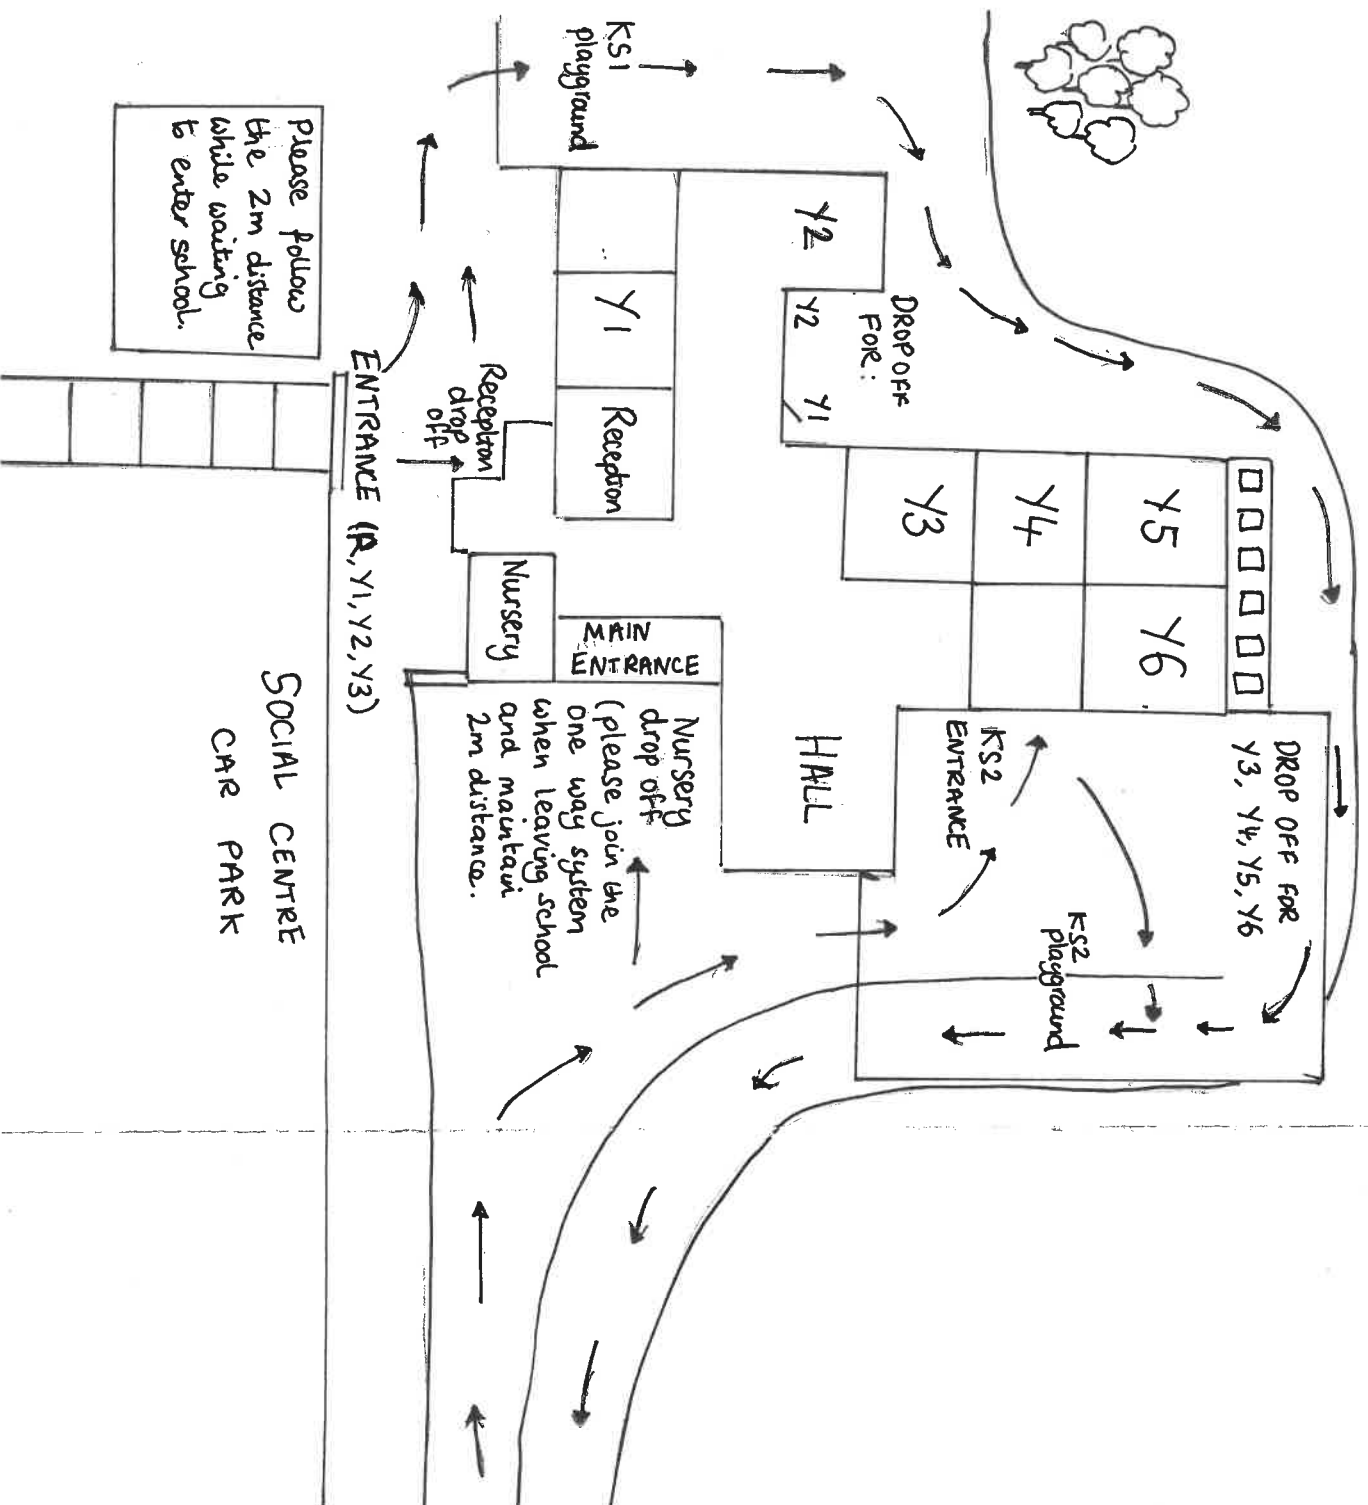 DROP OFF FOR
Y3, Y4, Y5, Y6
Y5
Y6
KS2
playground
Y4
KS2
ENTRANCE
Y3
DROP OFF
FOR:
Y2
Y2
Y1
HALL
KS1
playground
Y1
Reception
MAIN
ENTRANCE
Nursery
drop off
(please join the
one way system
when leaving school
and maintain
2m distance.
Nursery
Reception
drop
off
ENTRANCE (R, Y1, Y2, Y3)
Please follow
the 2m distance
while waiting
to enter school.
SOCIAL CENTRE
CAR PARK